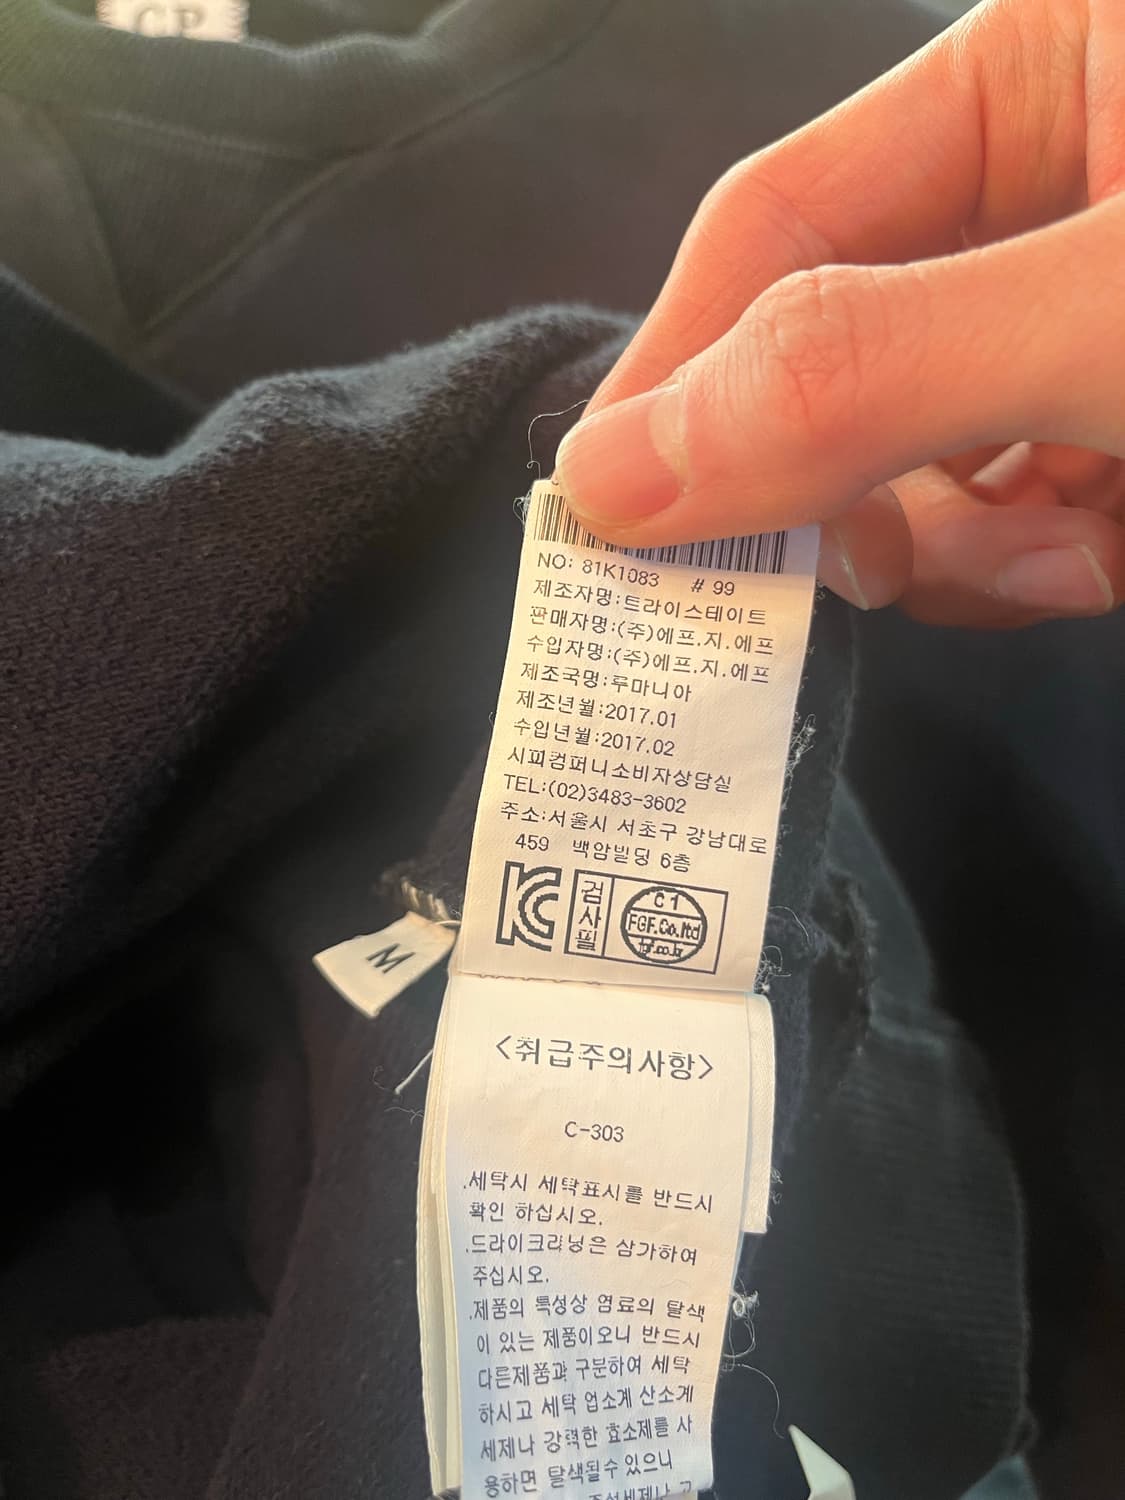 CP
NO: 81K1083 # 99
제조자명:트라이스테이트
판매자명:(주)에프.지.에프
수입자명:(주)에프.지.에프
제조국명:루마니아
제조년월:2017.01
수입년월:2017.02
시피컴퍼니소비자상담실
TEL:(02)3483-3602
주소:서울시 서초구 강남대로
459 백암빌딩 6층
KC
검사필
C 1
FGF.Co.ltd
fgf.co.kr
M
<취급주의사항>
C-303
.세탁시 세탁표시를 반드시
확인 하십시오.
.드라이크리닝은 삼가하여
주십시오.
.제품의 특성상 염료의 탈색
이 있는 제품이오니 반드시
다른제품과 구분하여 세탁
하시고 세탁 업소계 산소계
세제나 강력한 효소제를 사
용하면 탈색될수 있으니